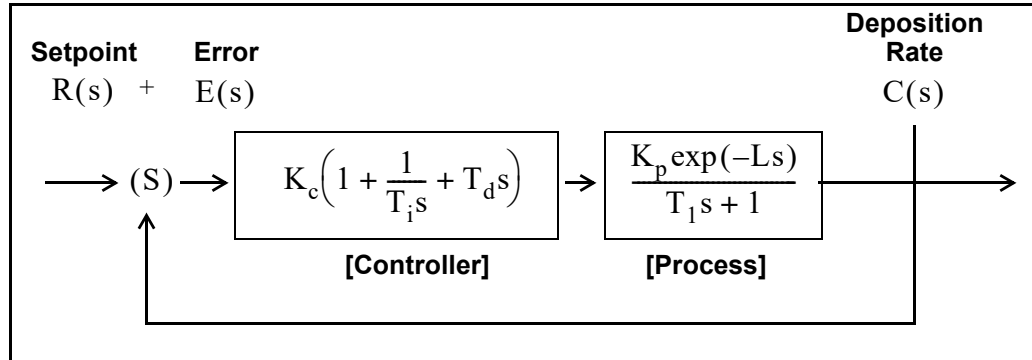 Setpoint Error Deposition Rate
R(s) + E(s) C(s)
(S) K_c(1 + 1/(T_i s) + T_d s) K_p exp(–Ls)/(T_1 s + 1)
[Controller] [Process]